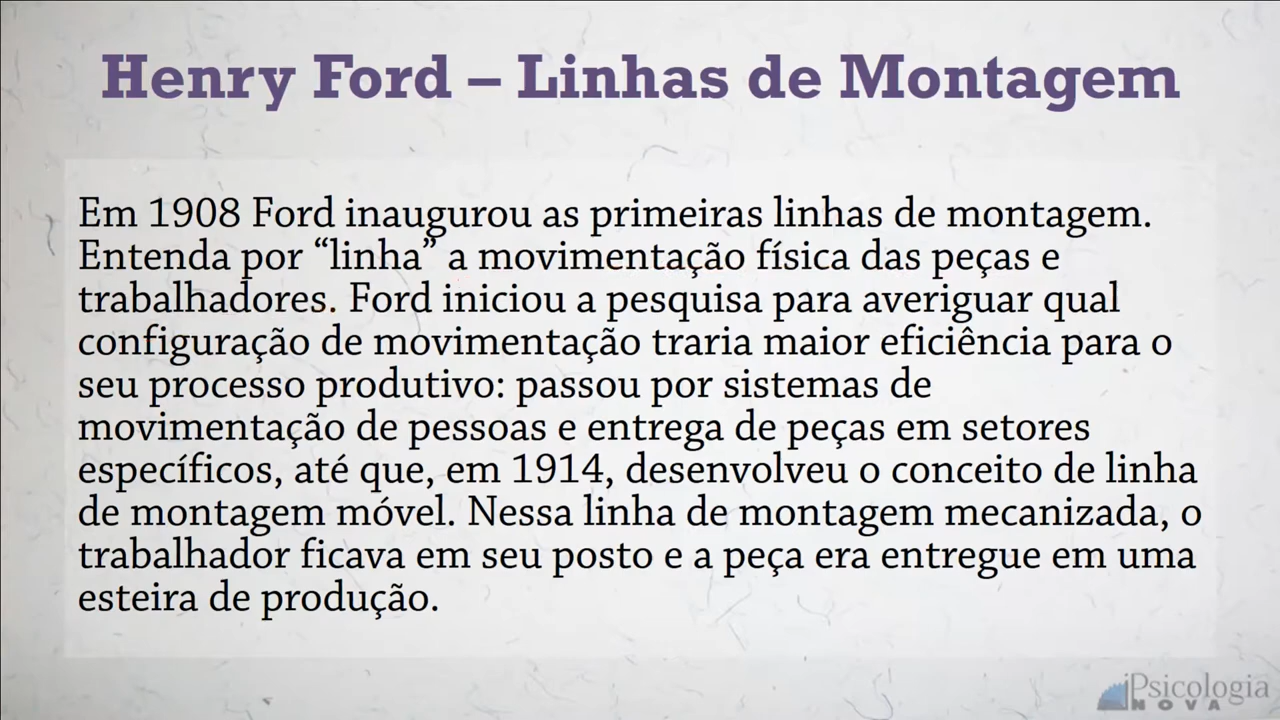 Henry Ford – Linhas de Montagem
Em 1908 Ford inaugurou as primeiras linhas de montagem.
Entenda por “linha” a movimentação física das peças e
trabalhadores. Ford iniciou a pesquisa para averiguar qual
configuração de movimentação traria maior eficiência para o
seu processo produtivo: passou por sistemas de
movimentação de pessoas e entrega de peças em setores
específicos, até que, em 1914, desenvolveu o conceito de linha
de montagem móvel. Nessa linha de montagem mecanizada, o
trabalhador ficava em seu posto e a peça era entregue em uma
esteira de produção.
Psicologia
NOVA